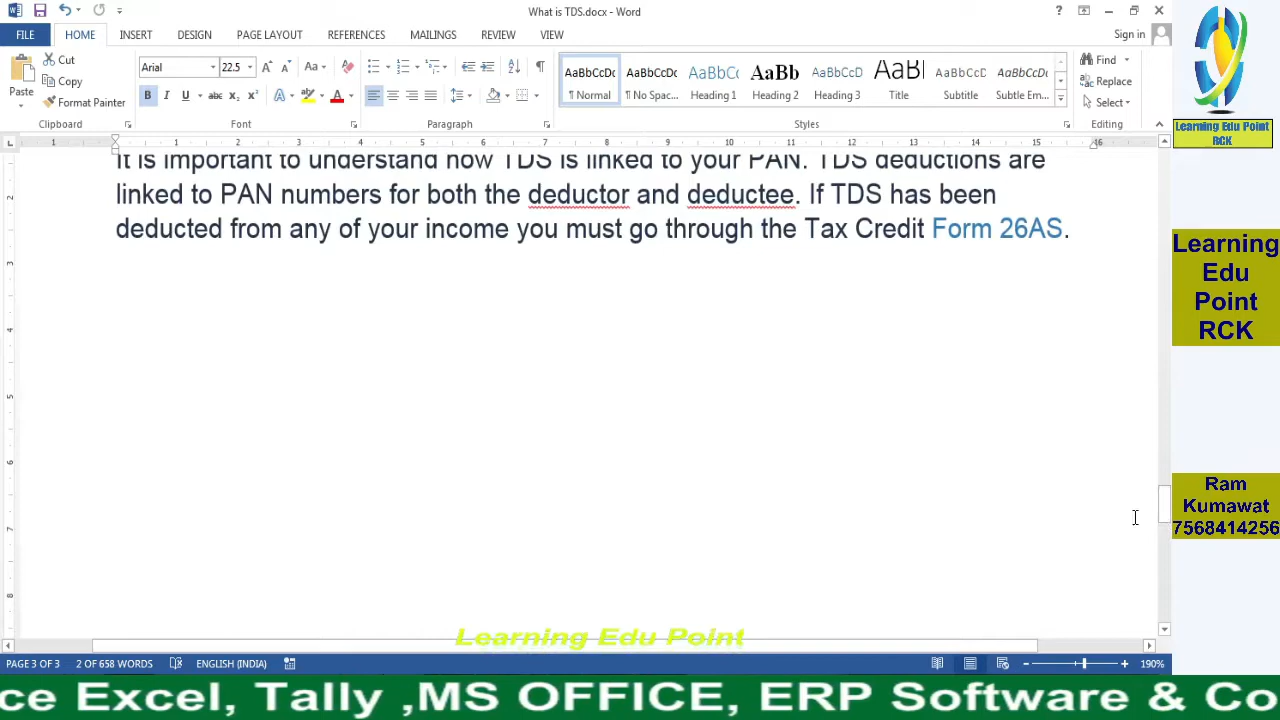 What is TDS.docx - Word
FILE
HOME
INSERT
DESIGN
PAGE LAYOUT
REFERENCES
MAILINGS
REVIEW
VIEW
Sign in
Paste
Cut
Copy
Format Painter
Clipboard
Arial
22.5
Font
Paragraph
AaBbCcDc
¶ Normal
AaBbCcDc
¶ No Spac...
AaBbCc
Heading 1
AaBb
Heading 2
AaBbCcD
Heading 3
AaB
Title
AaBbCcD
Subtitle
AaBbCcDc
Subtle Em...
Styles
Find
Replace
Select
Editing
It is important to understand how TDS is linked to your PAN. TDS deductions are
linked to PAN numbers for both the deductor and deductee. If TDS has been
deducted from any of your income you must go through the Tax Credit Form 26AS.
Learning Edu Point
RCK
Learning
Edu
Point
RCK
Ram
Kumawat
7568414256
Learning Edu Point
PAGE 3 OF 3
2 OF 658 WORDS
ENGLISH (INDIA)
190%
ce Excel, Tally ,MS OFFICE, ERP Software & Co